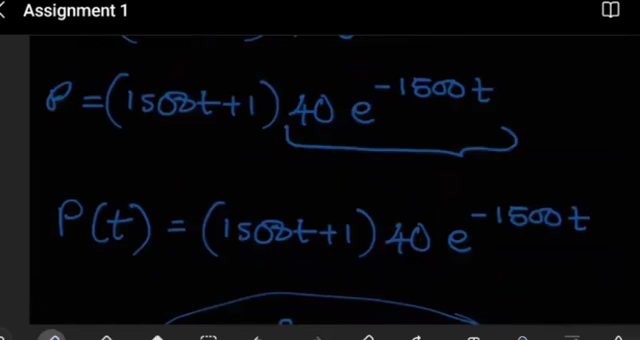 Assignment 1
P = (1500t+1) 40 e^{-1500t}
P(t) = (1500t+1) 40 e^{-1500t}